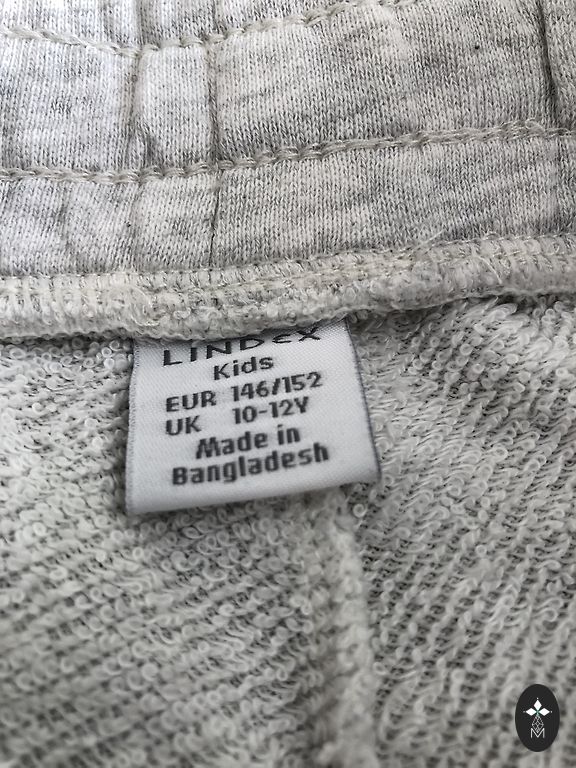 LINDEX
Kids
EUR 146/152
UK 10-12Y
Made in
Bangladesh
M